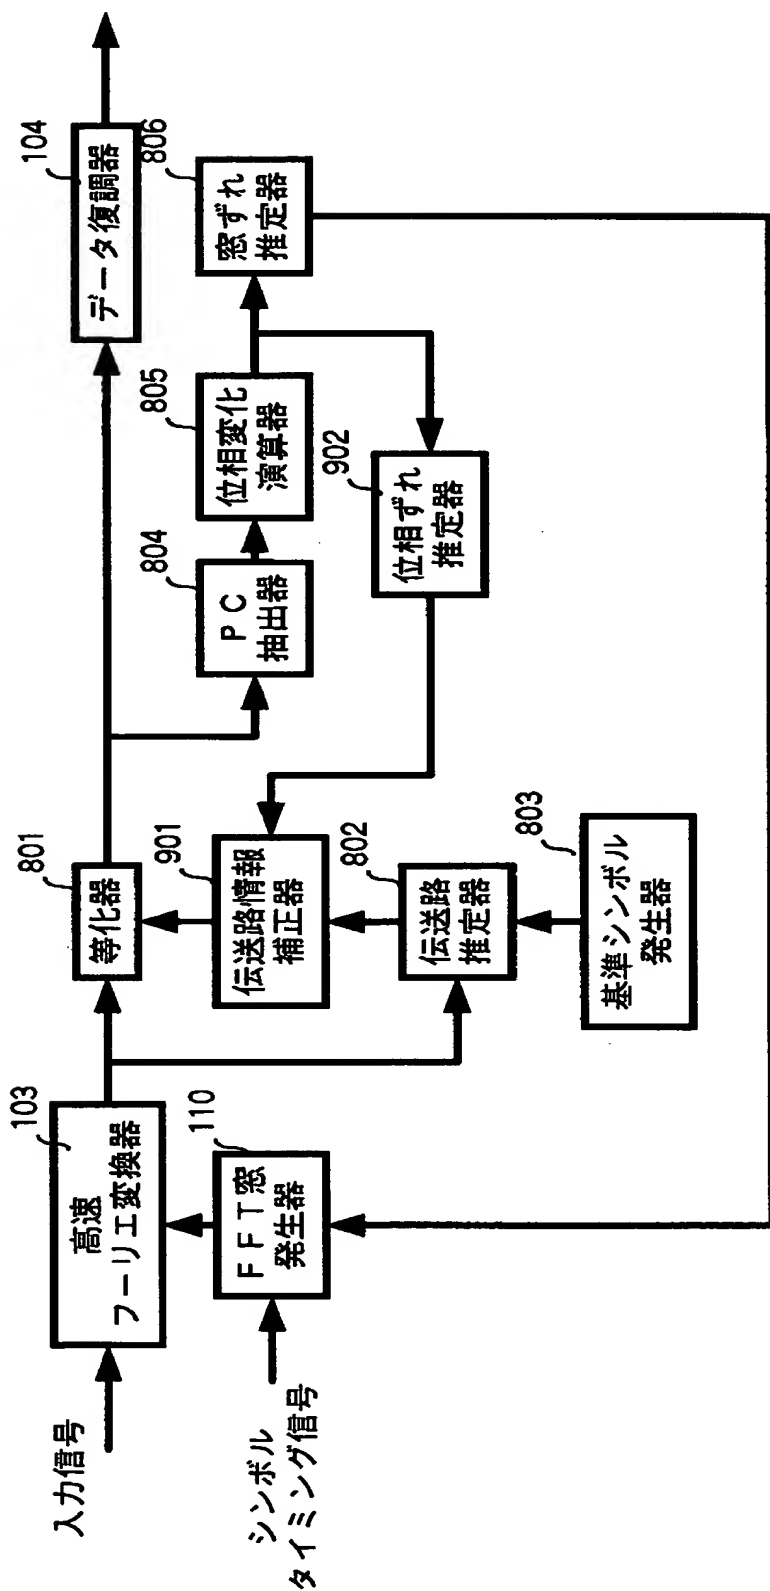 入力信号
高速
フーリエ変換器
103
シンボル
タイミング信号
FFT窓
発生器
110
等化器
801
伝送路情報
補正器
901
伝送路
推定器
802
基準シンボル
発生器
803
PC
抽出器
804
位相変化
演算器
805
位相ずれ
推定器
902
窓ずれ
推定器
806
データ復調器
104